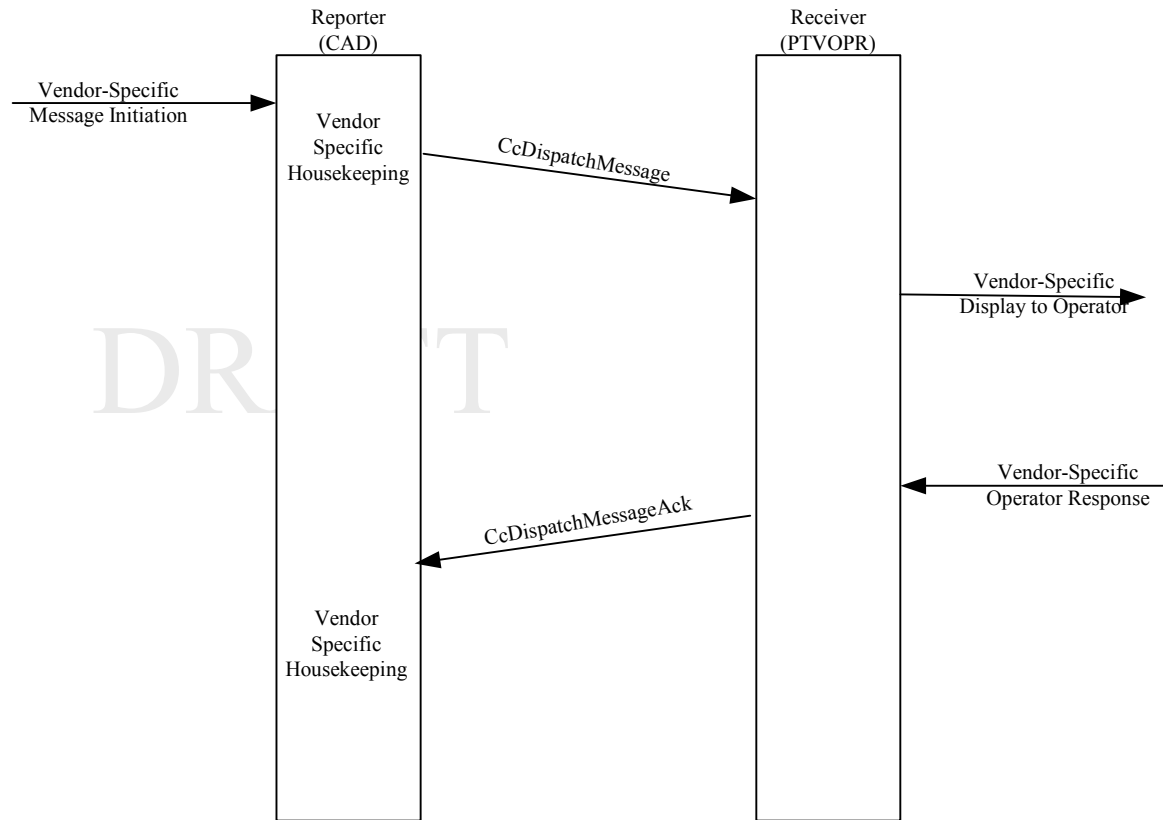 Reporter
(CAD)
Receiver
(PTVOPR)
Vendor-Specific
Message Initiation
Vendor
Specific
Housekeeping
CcDispatchMessage
Vendor-Specific
Display to Operator
DRAFT
Vendor-Specific
Operator Response
CcDispatchMessageAck
Vendor
Specific
Housekeeping